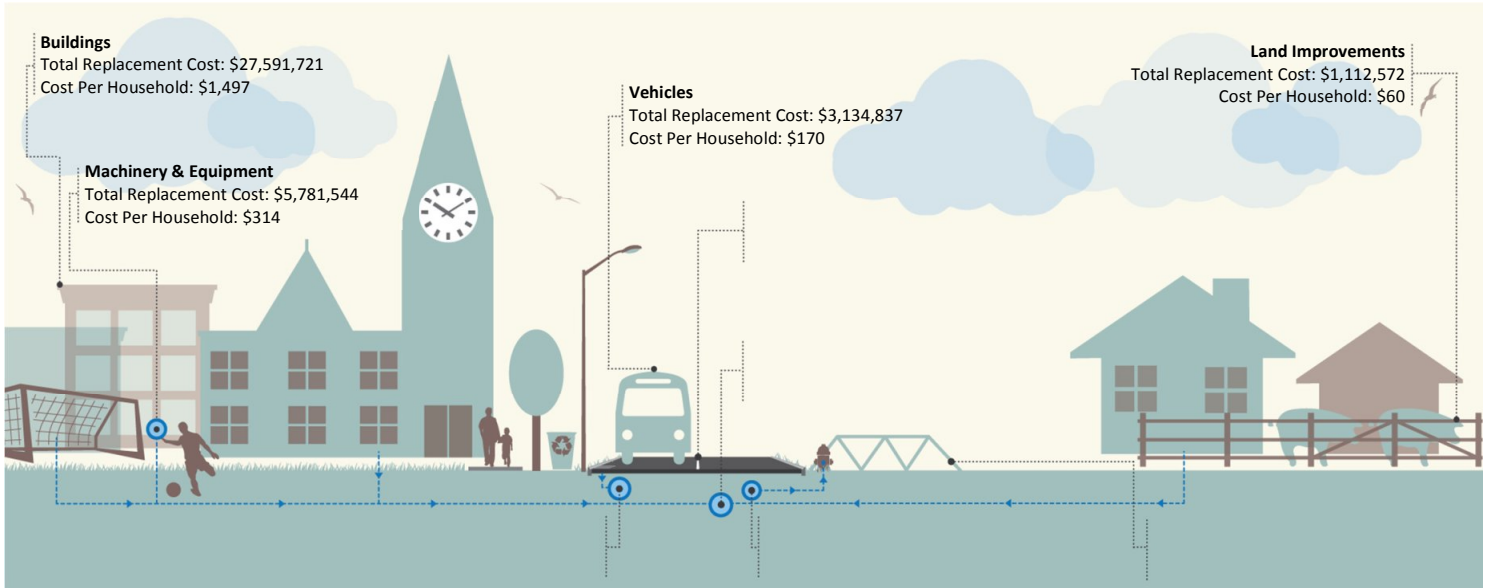 Buildings
Total Replacement Cost: $27,591,721
Cost Per Household: $1,497
Machinery & Equipment
Total Replacement Cost: $5,781,544
Cost Per Household: $314
Vehicles
Total Replacement Cost: $3,134,837
Cost Per Household: $170
Land Improvements
Total Replacement Cost: $1,112,572
Cost Per Household: $60